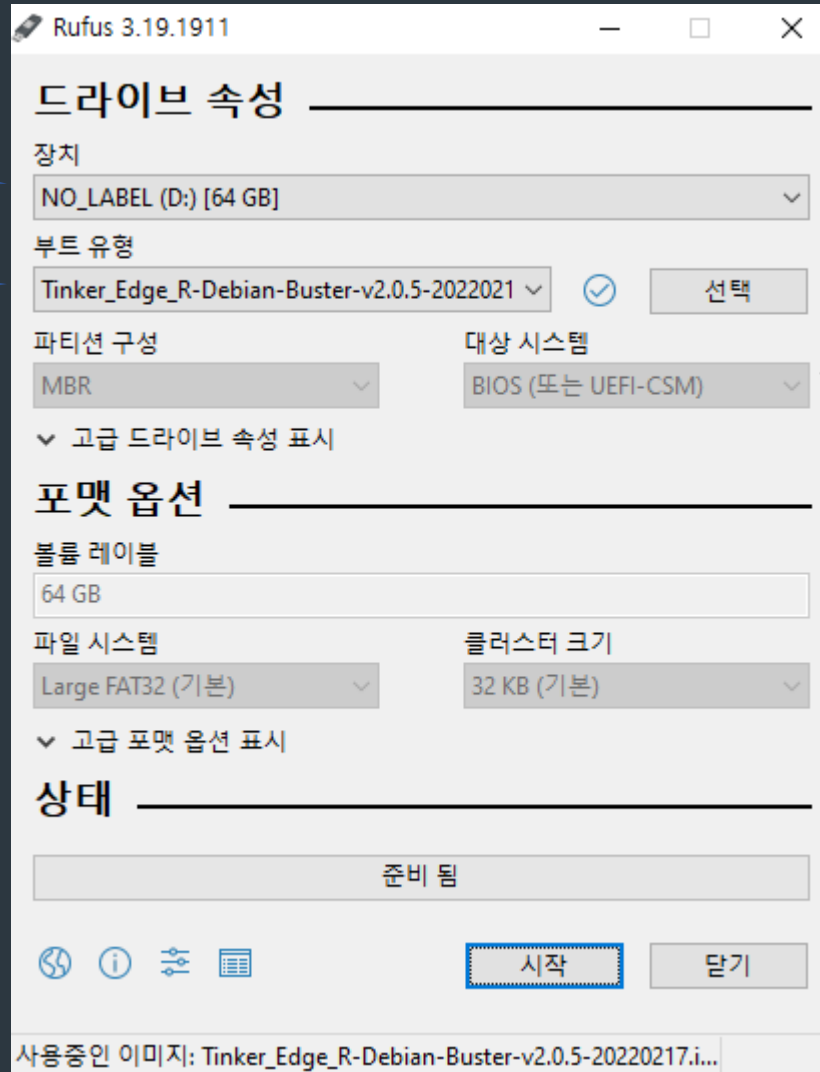 Rufus 3.19.1911
드라이브 속성
장치
NO_LABEL (D:) [64 GB]
부트 유형
Tinker_Edge_R-Debian-Buster-v2.0.5-2022021
선택
파티션 구성
대상 시스템
MBR
BIOS (또는 UEFI-CSM)
고급 드라이브 속성 표시
포맷 옵션
볼륨 레이블
64 GB
파일 시스템
클러스터 크기
Large FAT32 (기본)
32 KB (기본)
고급 포맷 옵션 표시
상태
준비 됨
시작
닫기
사용중인 이미지: Tinker_Edge_R-Debian-Buster-v2.0.5-20220217.i...